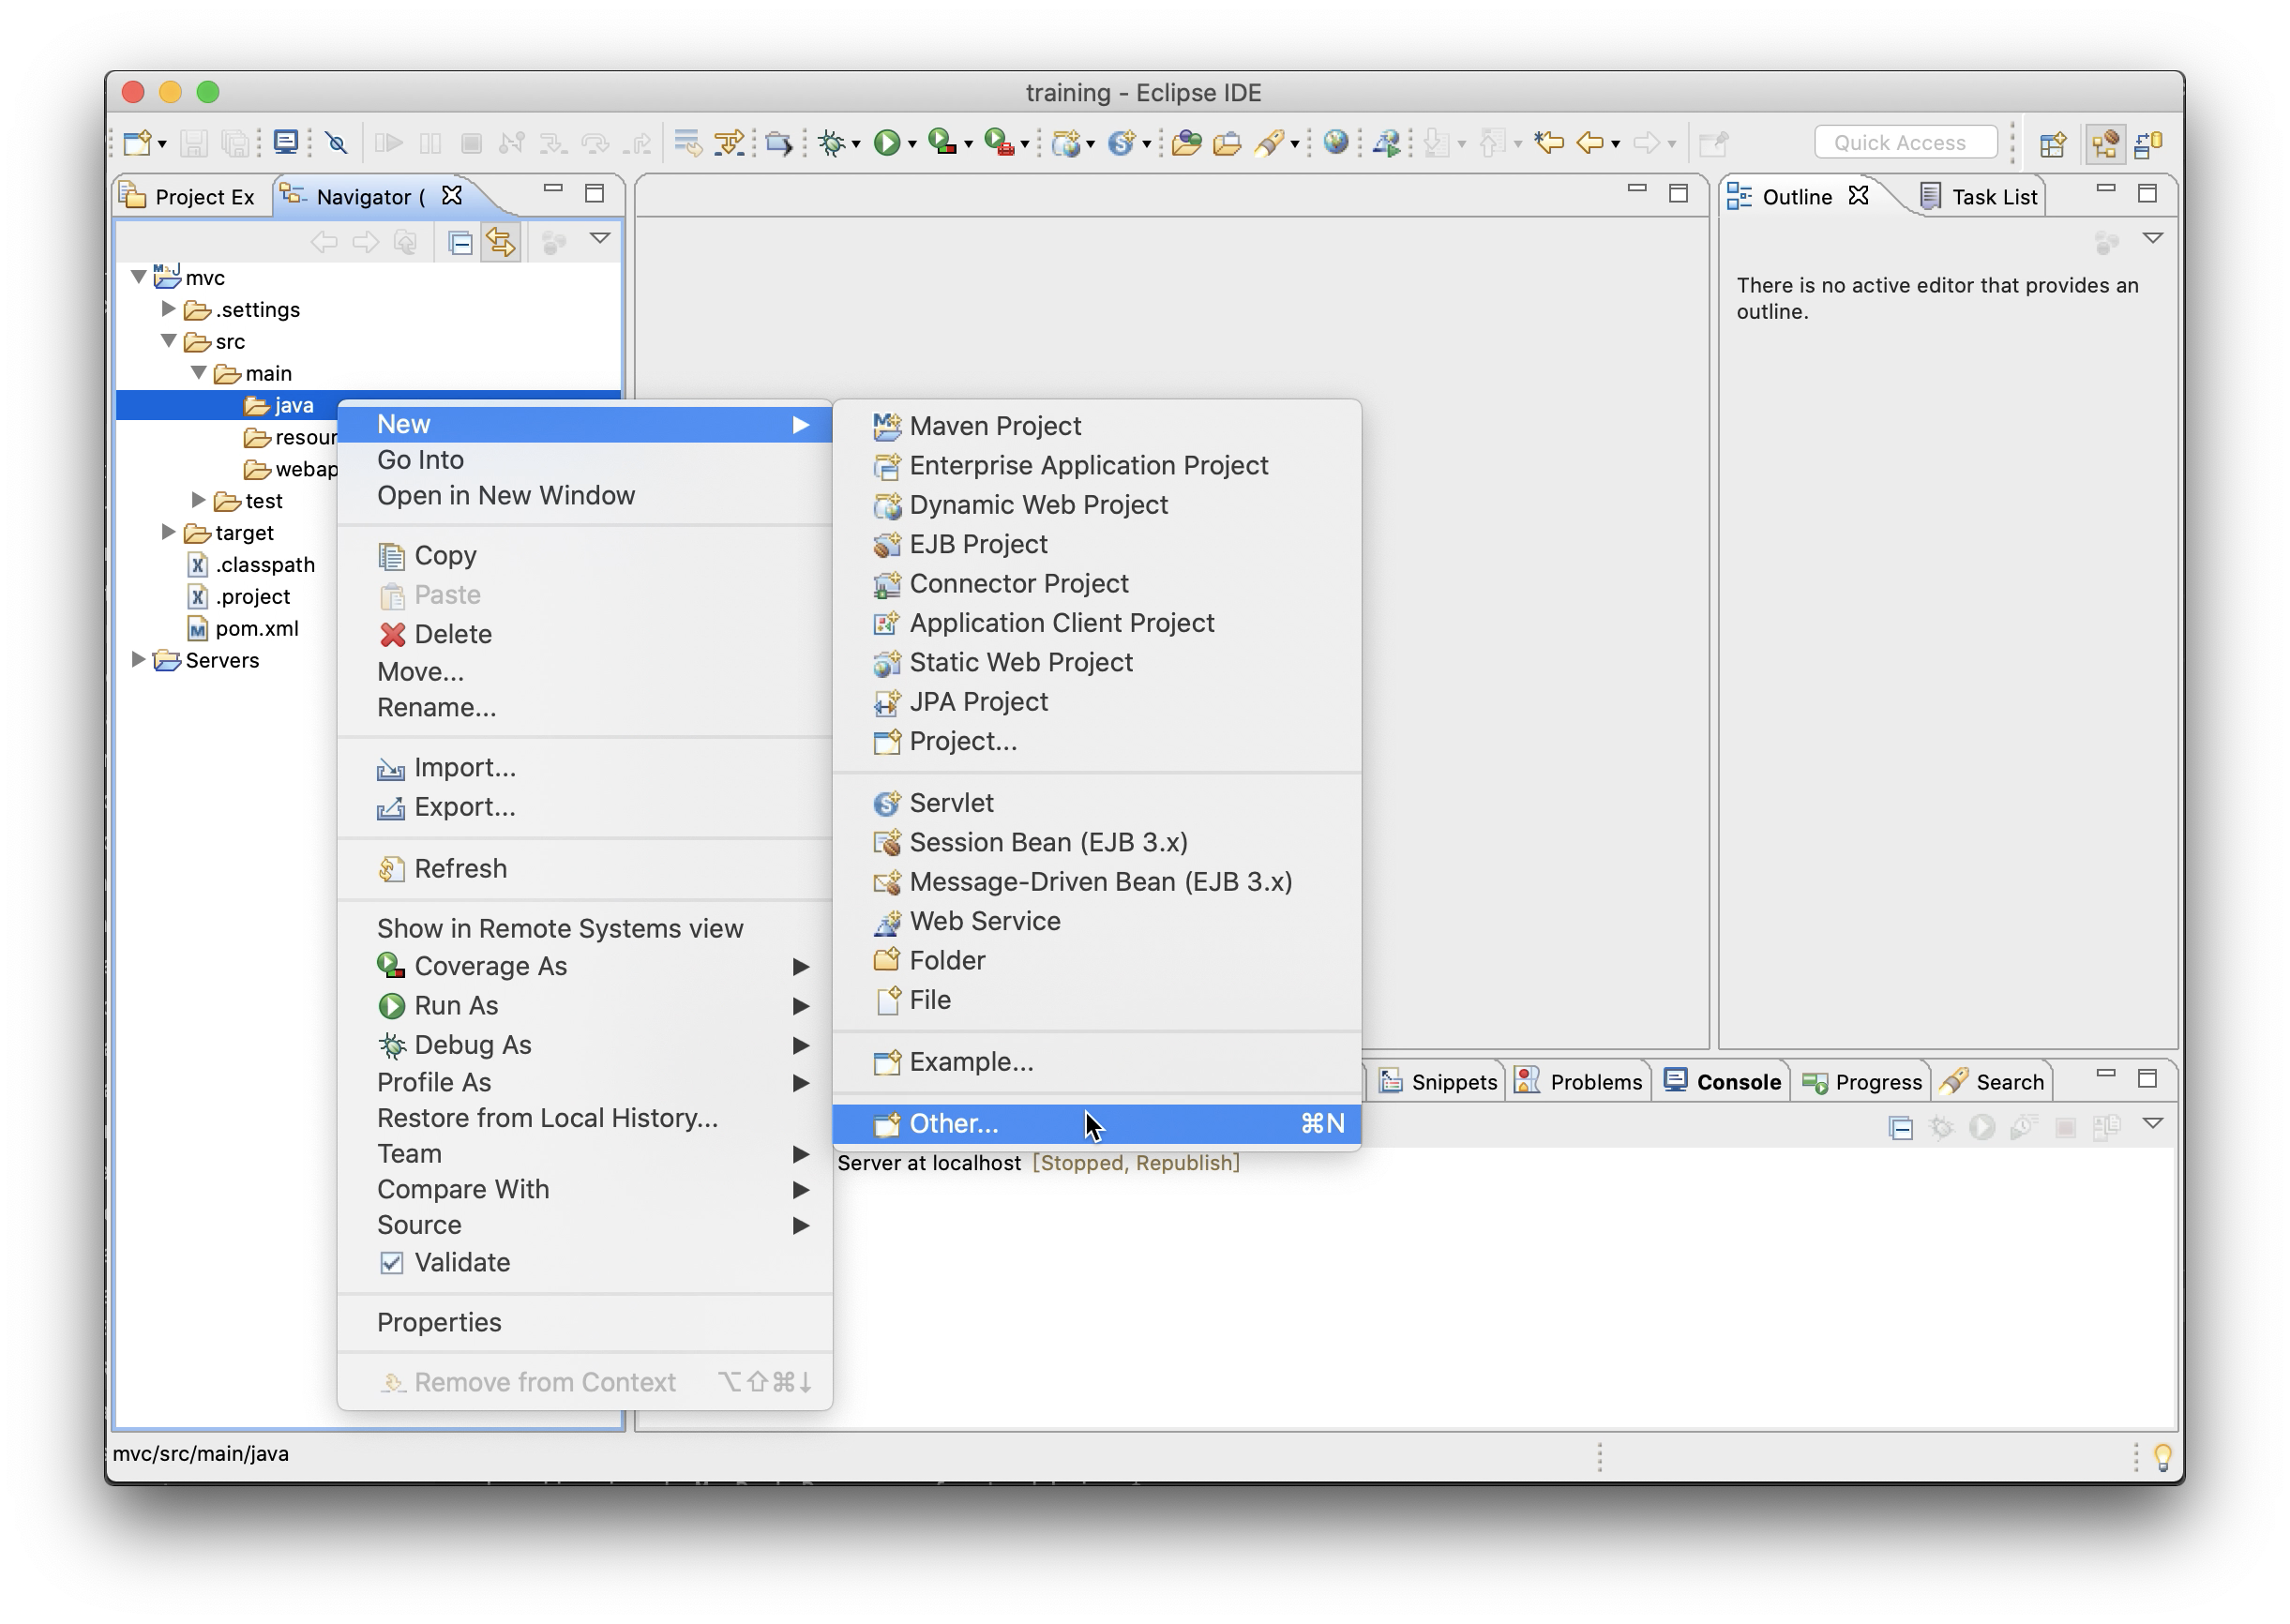 training - Eclipse IDE
Quick Access
Project Ex
Navigator (
mvc
.settings
src
main
java
resour
webap
test
target
.classpath
.project
pom.xml
Servers
New
Go Into
Open in New Window
Copy
Paste
Delete
Move...
Rename...
Import...
Export...
Refresh
Show in Remote Systems view
Coverage As
Run As
Debug As
Profile As
Restore from Local History...
Team
Compare With
Source
Validate
Properties
Remove from Context ⌥⇧⌘↓
Maven Project
Enterprise Application Project
Dynamic Web Project
EJB Project
Connector Project
Application Client Project
Static Web Project
JPA Project
Project...
Servlet
Session Bean (EJB 3.x)
Message-Driven Bean (EJB 3.x)
Web Service
Folder
File
Example...
Other... ⌘N
Outline
Task List
There is no active editor that provides an
outline.
Snippets
Problems
Console
Progress
Search
Server at localhost [Stopped, Republish]
mvc/src/main/java